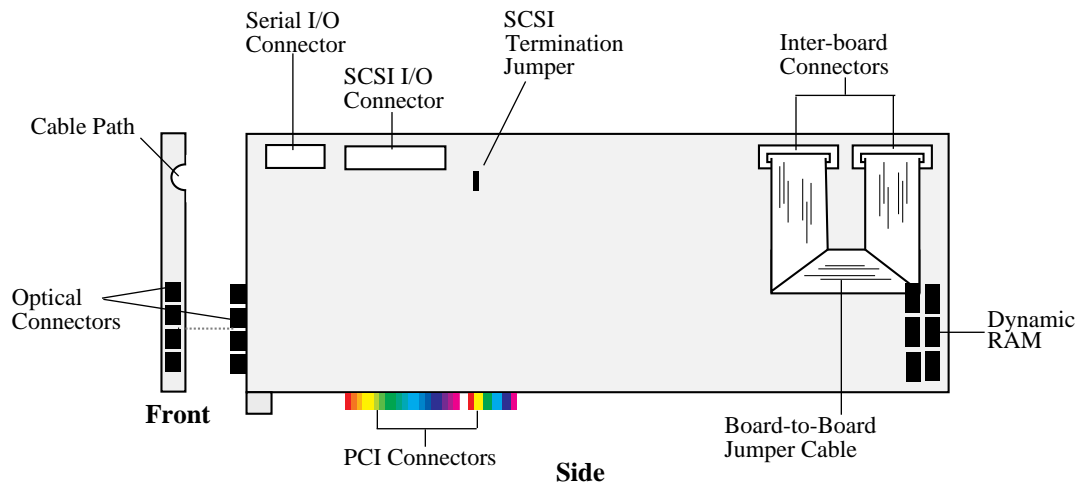 Serial I/O
Connector
SCSI
Termination
Jumper
Inter-board
Connectors
SCSI I/O
Connector
Cable Path
Optical
Connectors
Dynamic
RAM
Front
PCI Connectors
Board-to-Board
Jumper Cable
Side